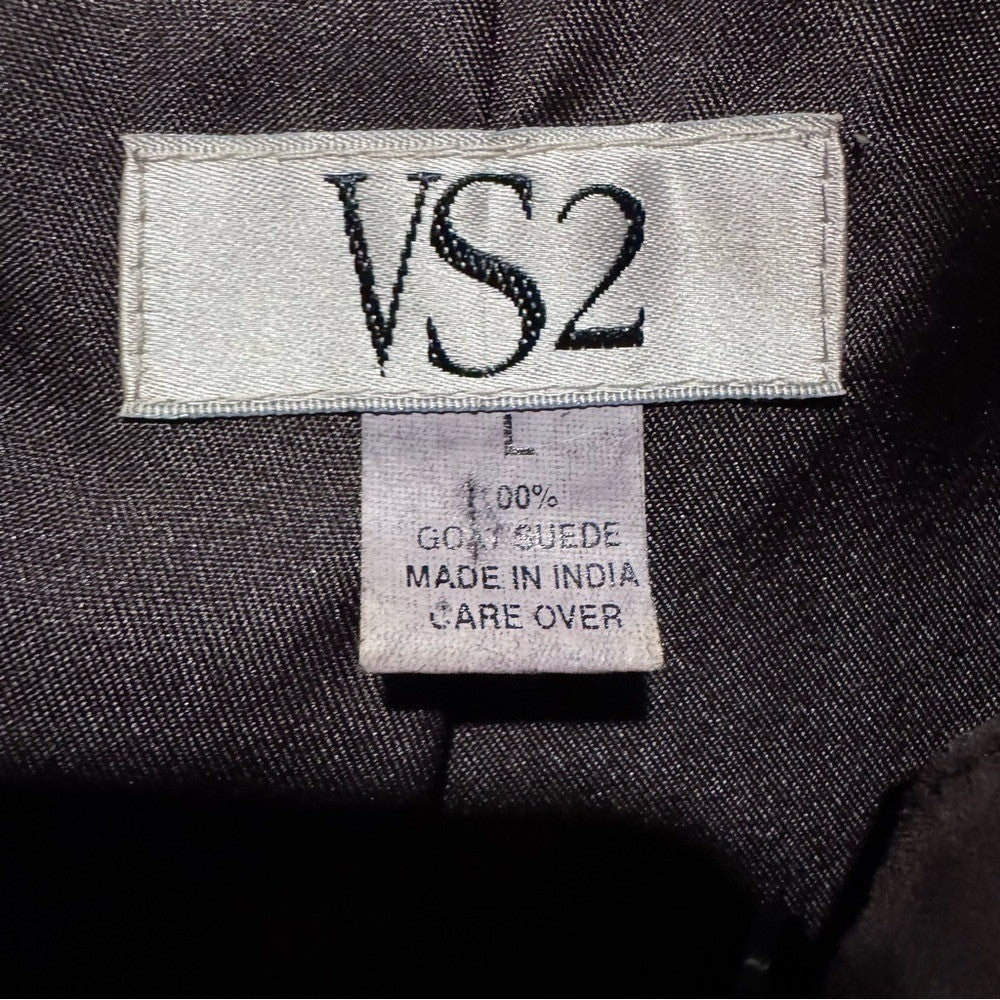 VS2
L
100%
GOAT SUEDE
MADE IN INDIA
CARE OVER